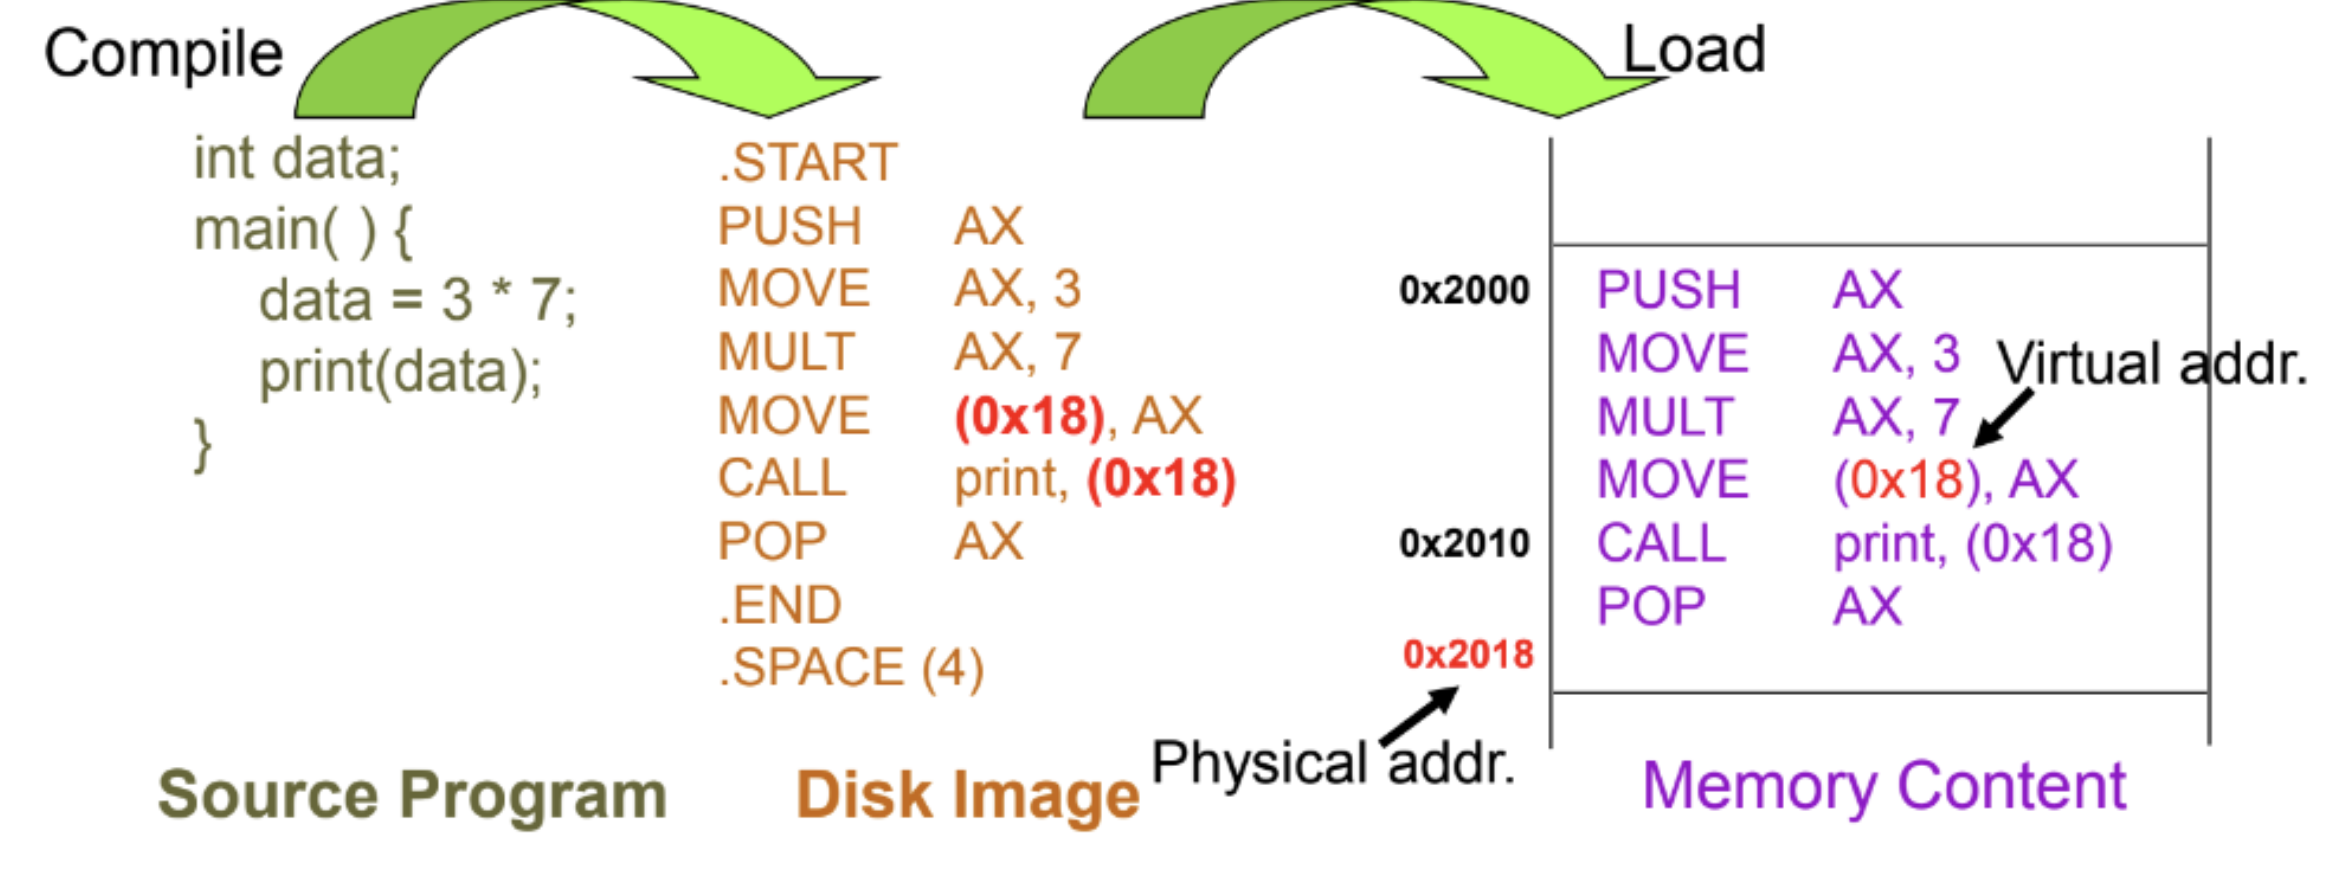 Compile
Load
int data;
main( ) {
data = 3 * 7;
print(data);
}
Source Program
.START
PUSH AX
MOVE AX, 3
MULT AX, 7
MOVE (0x18), AX
CALL print, (0x18)
POP AX
.END
.SPACE (4)
Disk Image
0x2000
0x2010
0x2018
Physical addr.
PUSH AX
MOVE AX, 3
MULT AX, 7
MOVE (0x18), AX
CALL print, (0x18)
POP AX
Virtual addr.
Memory Content